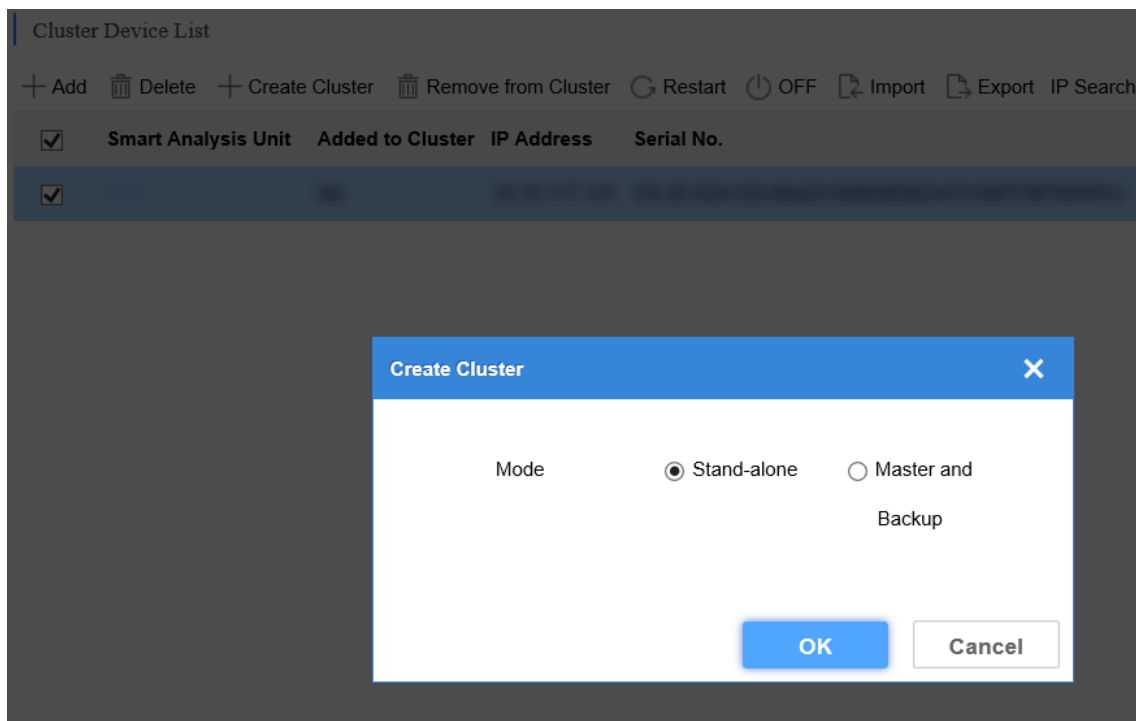 Cluster Device List
Add Delete Create Cluster Remove from Cluster Restart OFF Import Export IP Search
Smart Analysis Unit Added to Cluster IP Address Serial No.
Create Cluster
Mode Stand-alone Master and
Backup
OK Cancel